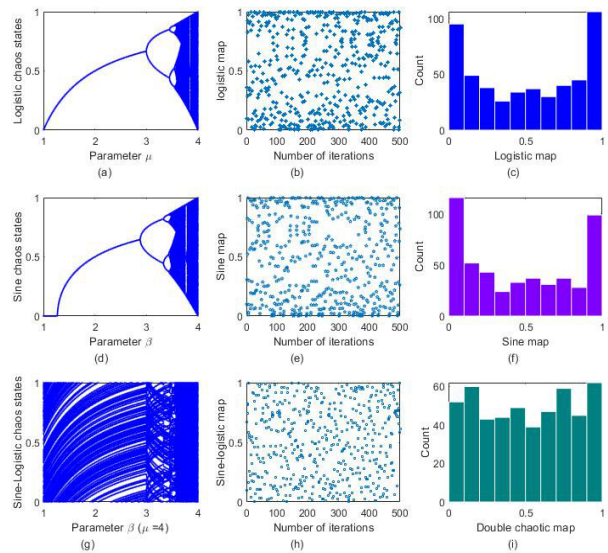 Logistic chaos states
1
0.5
0
1 2 3 4
Parameter μ
(a)
logistic map
1
0.5
0
0 100 200 300 400 500
Number of iterations
(b)
Count
100
50
0
0 0.5 1
Logistic map
(c)
Sine chaos states
1
0.5
0
1 2 3 4
Parameter β
(d)
Sine map
1
0.5
0
0 100 200 300 400 500
Number of iterations
(e)
Count
100
50
0
0 0.5 1
Sine map
(f)
Sine-Logistic chaos states
1
0.5
0
1 2 3 4
Parameter β (μ =4)
(g)
Sine-logistic map
1
0.5
0
0 100 200 300 400 500
Number of iterations
(h)
Count
60
40
20
0
0 0.5 1
Double chaotic map
(i)